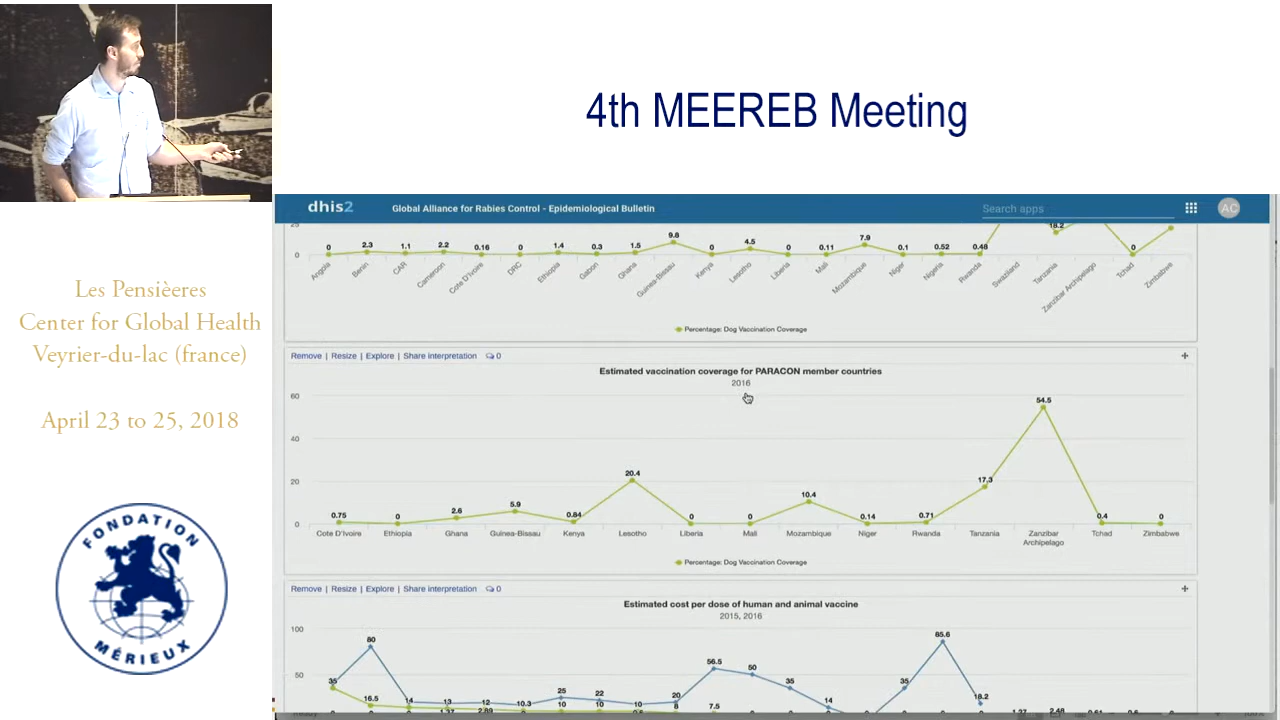 4th MEEREB Meeting
Les Pensièeres
Center for Global Health
Veyrier-du-lac (france)
April 23 to 25, 2018
FONDATION
MÉRIEUX
dhis2 Global Alliance for Rabies Control - Epidemiological Bulletin Search apps AC
25
0
0 2.3 1.1 2.2 0.16 0 1.4 0.3 1.5 9.8 0 4.5 0 0.11 7.9 0.1 0.52 0.48 18.2 0
Angola Benin CAR Cameroon Cote D'Ivoire DRC Ethiopia Gabon Ghana Guinea-Bissau Kenya Lesotho Liberia Mali Mozambique Niger Nigeria Rwanda Swaziland Tanzania Zanzibar Archipelago Tchad Zimbabwe
Percentage: Dog Vaccination Coverage
Remove | Resize | Explore | Share interpretation 0 +
Estimated vaccination coverage for PARACON member countries
2016
60
40
20
0
0.75 0 2.6 5.9 0.84 20.4 0 0 10.4 0.14 0.71 17.3 54.5 0.4 0
Cote D'Ivoire Ethiopia Ghana Guinea-Bissau Kenya Lesotho Liberia Mali Mozambique Niger Rwanda Tanzania Zanzibar Archipelago Tchad Zimbabwe
Percentage: Dog Vaccination Coverage
Remove | Resize | Explore | Share interpretation 0 +
Estimated cost per dose of human and animal vaccine
2015, 2016
100
50
35 80 25 22 20 56.5 50 35 14 35 85.6 18.2
16.5 14 13 12 10.3 10 10 10 8 7.5